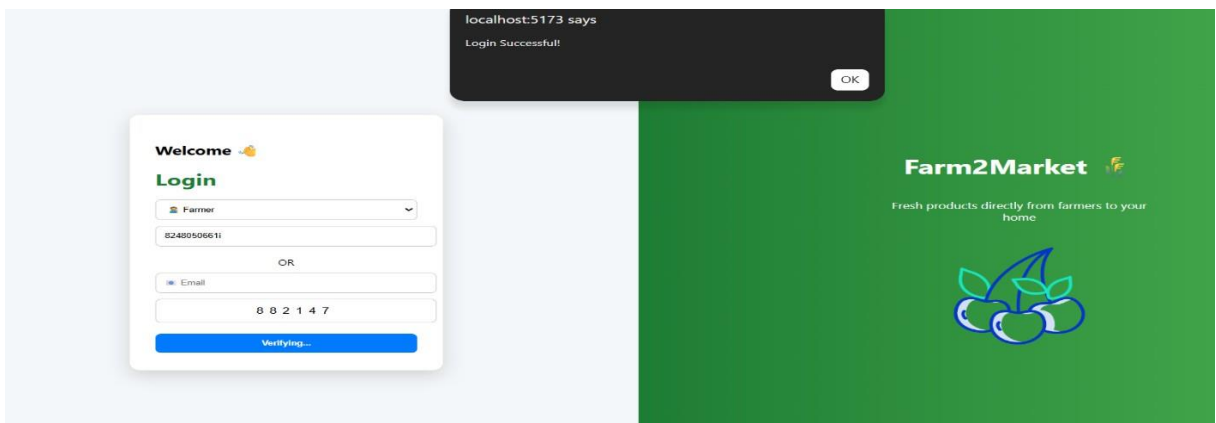 localhost:5173 says
Login Successful!
OK
Welcome 👋
Login
Farmer
8248050661i
OR
Email
8 8 2 1 4 7
Verifying...
Farm2Market 🌾
Fresh products directly from farmers to your
home